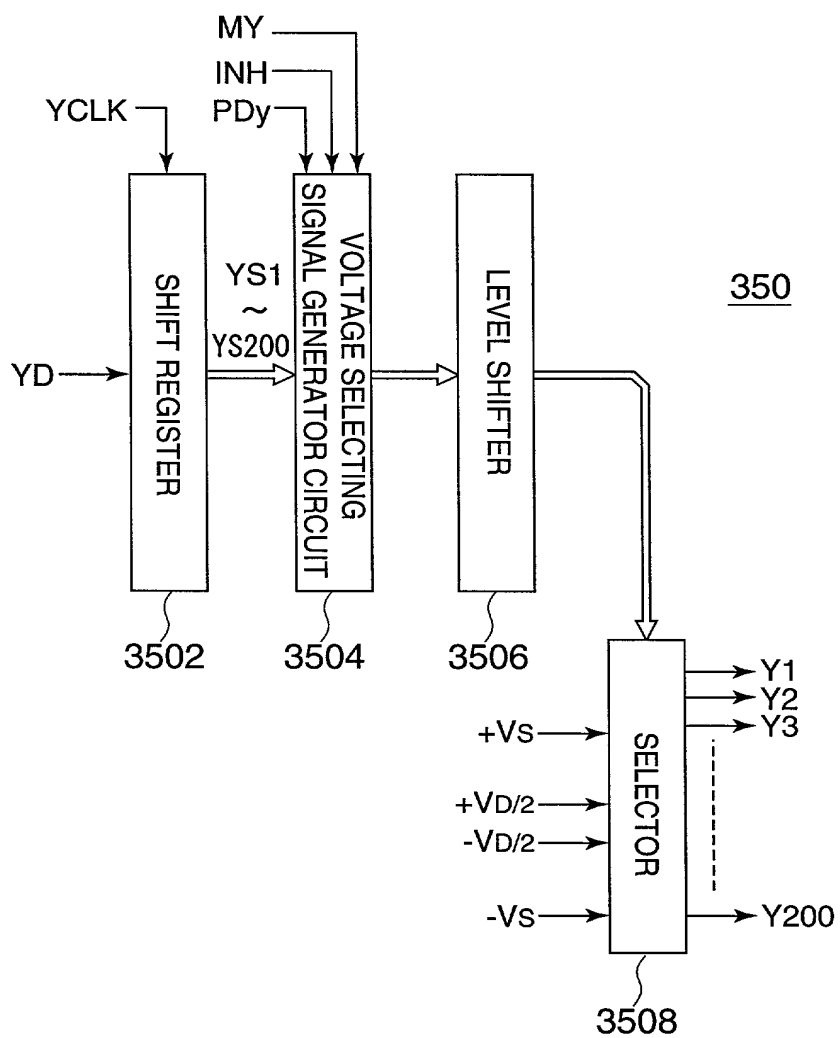 MY
INH
PDy
YCLK
SHIFT REGISTER
YS1
~
YS200
VOLTAGE SELECTING
SIGNAL GENERATOR CIRCUIT
LEVEL SHIFTER
350
YD
3502
3504
3506
Y1
Y2
Y3
+VS
+VD/2
-VD/2
-VS
SELECTOR
Y200
3508